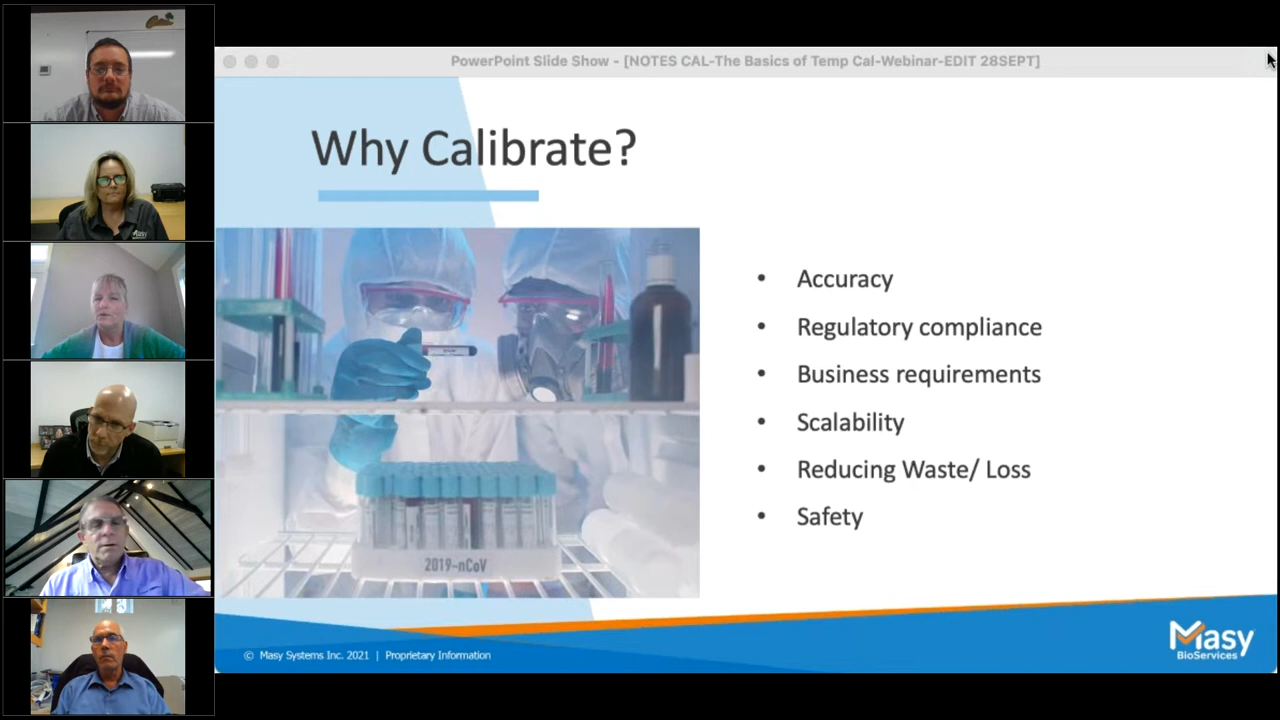 PowerPoint Slide Show - [NOTES CAL-The Basics of Temp Cal-Webinar-EDIT 28SEPT]
Why Calibrate?
• Accuracy
• Regulatory compliance
• Business requirements
• Scalability
• Reducing Waste/ Loss
• Safety
2019-nCoV
© Masy Systems Inc. 2021 | Proprietary Information
Masy
BioServices
Masy